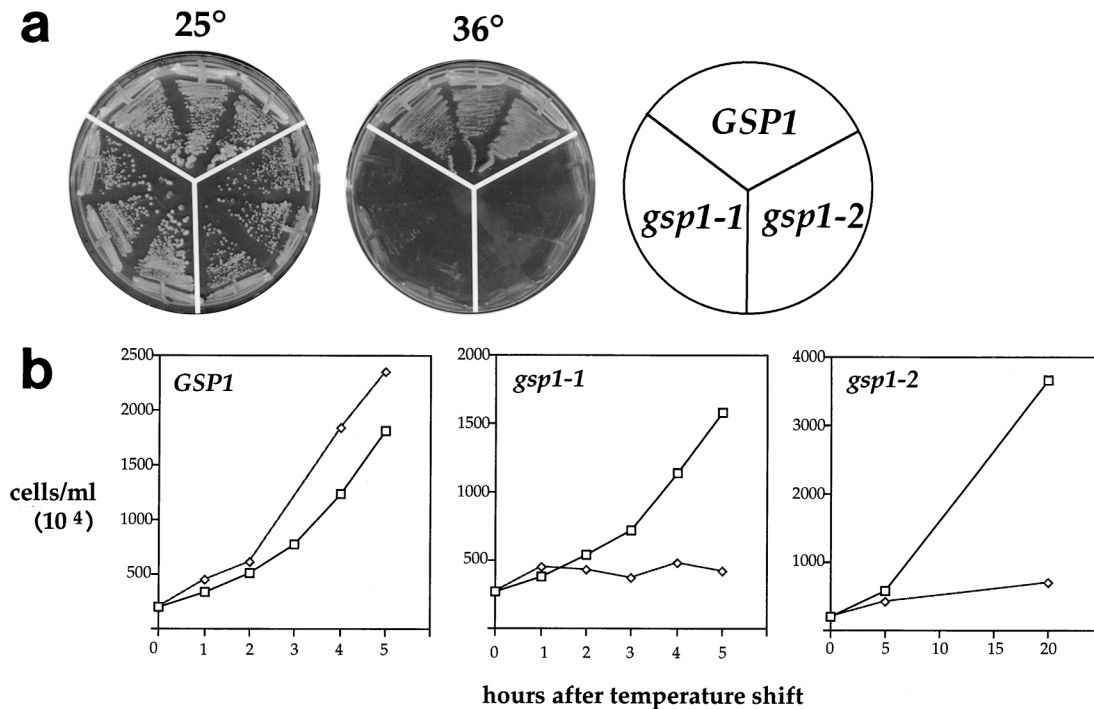 a
25°
36°
GSP1
gsp1-1
gsp1-2
b
cells/ml
(10 4)
GSP1
2500
2000
1500
1000
500
0 1 2 3 4 5
gsp1-1
2000
1500
1000
500
0 1 2 3 4 5
gsp1-2
4000
3000
2000
1000
0 5 10 15 20
hours after temperature shift